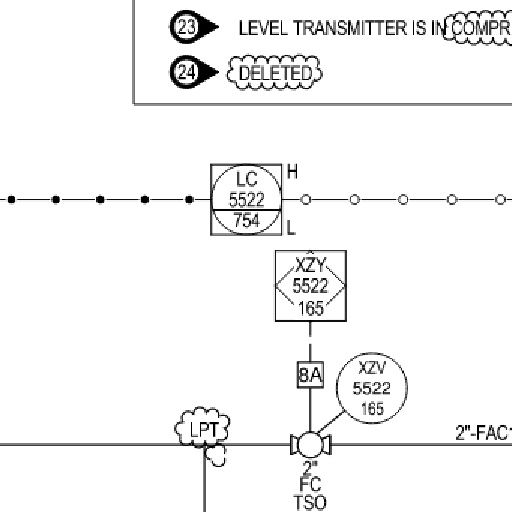 23 LEVEL TRANSMITTER IS IN COMPR
24 DELETED
LC
5522
754
H
L
XZY
5522
165
8A
XZV
5522
165
LPT
2"-FAC1
2"
FC
TSO